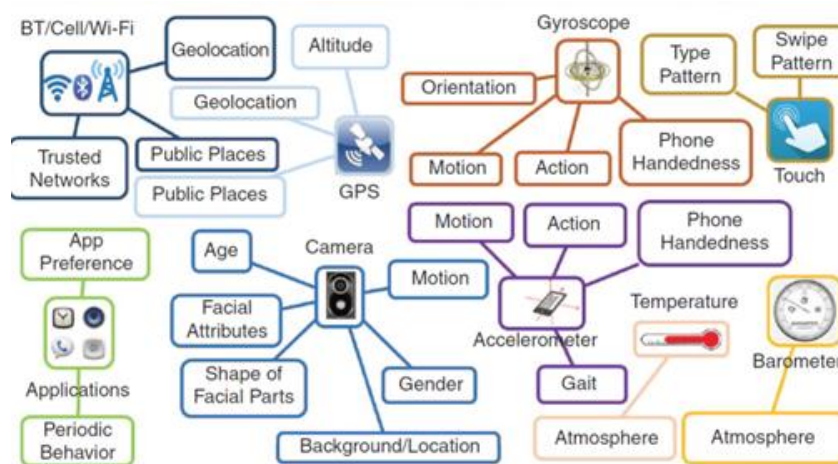 BT/Cell/Wi-Fi
Geolocation
Trusted
Networks
Public Places
Altitude
Geolocation
Public Places
GPS
Gyroscope
Orientation
Motion
Action
Phone
Handedness
Type
Pattern
Swipe
Pattern
Touch
App
Preference
Applications
Periodic
Behavior
Camera
Age
Facial
Attributes
Shape of
Facial Parts
Motion
Gender
Background/Location
Motion
Action
Phone
Handedness
Accelerometer
Gait
Temperature
Atmosphere
Barometer
Atmosphere